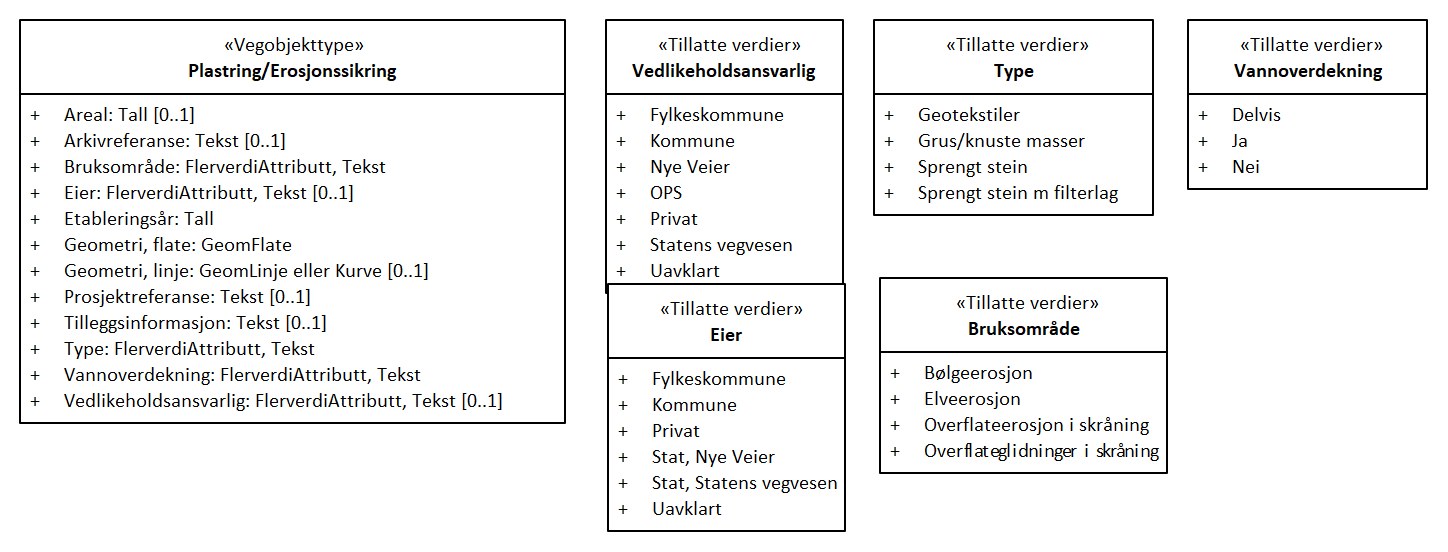 «Vegobjekttype»
Plastring/Erosjonssikring
+ Areal: Tall [0..1]
+ Arkivreferanse: Tekst [0..1]
+ Bruksområde: FlerverdiAttributt, Tekst
+ Eier: FlerverdiAttributt, Tekst [0..1]
+ Etableringsår: Tall
+ Geometri, flate: GeomFlate
+ Geometri, linje: GeomLinje eller Kurve [0..1]
+ Prosjektreferanse: Tekst [0..1]
+ Tilleggsinformasjon: Tekst [0..1]
+ Type: FlerverdiAttributt, Tekst
+ Vannoverdekning: FlerverdiAttributt, Tekst
+ Vedlikeholdsansvarlig: FlerverdiAttributt, Tekst [0..1]
«Tillatte verdier»
Vedlikeholdsansvarlig
+ Fylkeskommune
+ Kommune
+ Nye Veier
+ OPS
+ Privat
+ Statens vegvesen
+ Uavklart
«Tillatte verdier»
Type
+ Geotekstiler
+ Grus/knuste masser
+ Sprengt stein
+ Sprengt stein m filterlag
«Tillatte verdier»
Vannoverdekning
+ Delvis
+ Ja
+ Nei
«Tillatte verdier»
Eier
+ Fylkeskommune
+ Kommune
+ Privat
+ Stat, Nye Veier
+ Stat, Statens vegvesen
+ Uavklart
«Tillatte verdier»
Bruksområde
+ Bølgeerosjon
+ Elveerosjon
+ Overflateerosjon i skråning
+ Overflateglidninger i skråning